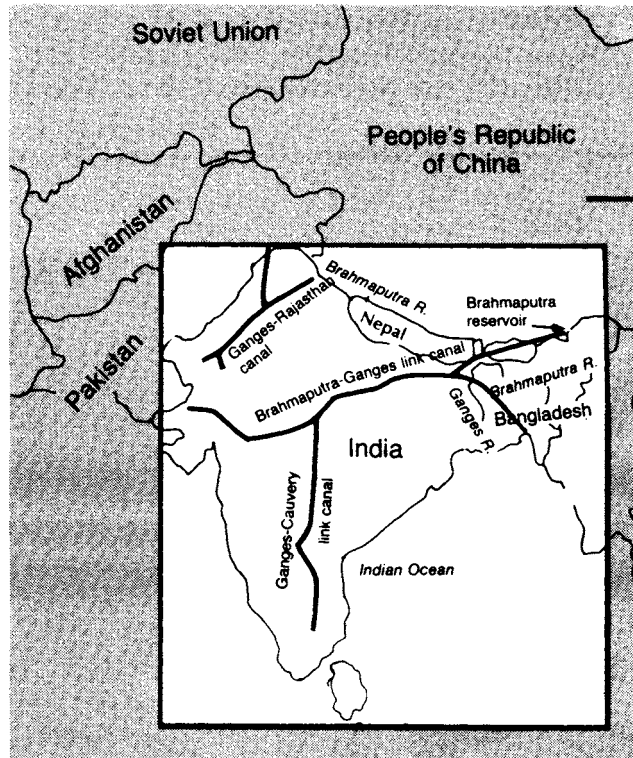 Soviet Union
People's Republic
of China
Afghanistan
Pakistan
Brahmaputra R.
Nepal
Brahmaputra
reservoir
Ganges-Rajasthan
canal
Brahmaputra-Ganges link canal
Brahmaputra R.
Ganges R.
Bangladesh
India
Ganges-Cauvery
link canal
Indian Ocean